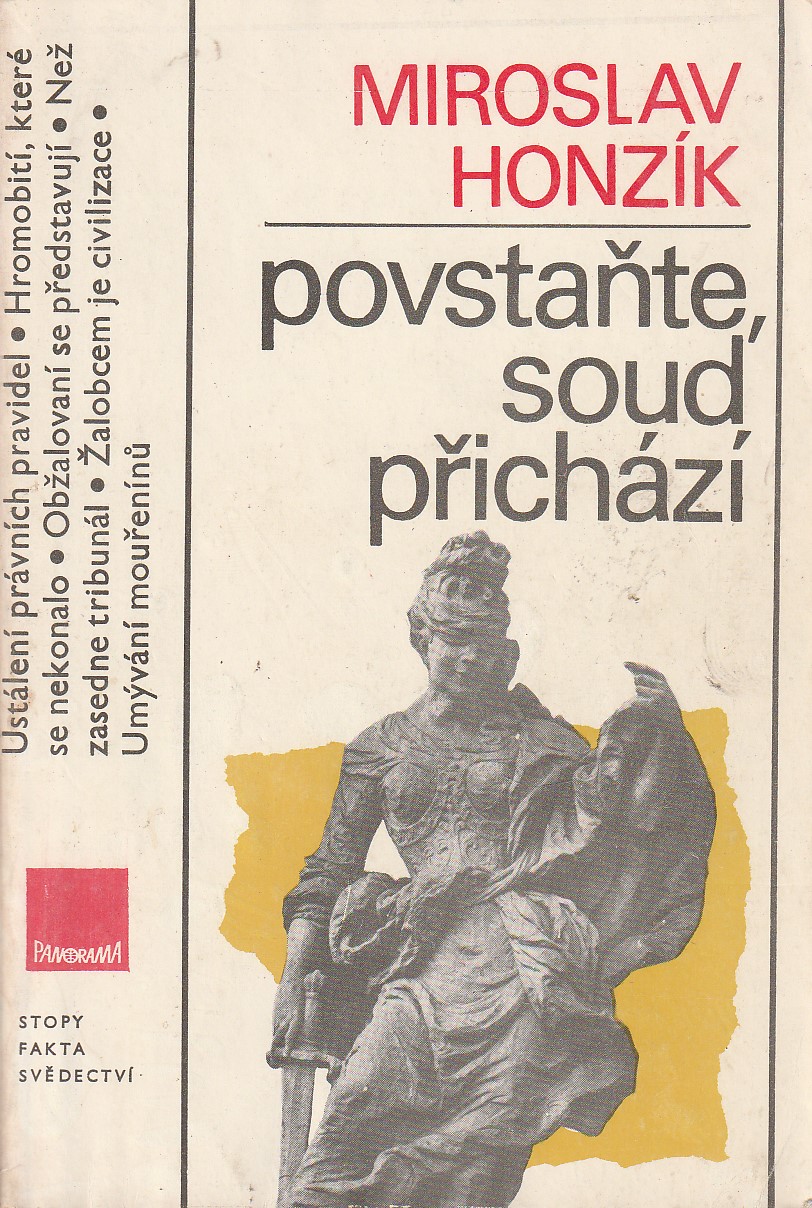 MIROSLAV
HONZÍK
povstaňte,
soud
přichází
Ustálení právních pravidel • Hromobití, které
se nekonalo • Obžalovaní se představují • Než
zasedne tribunál • Žalobcem je civilizace •
Umývání mouřenínů
PANORAMA
STOPY
FAKTA
SVĚDECTVÍ